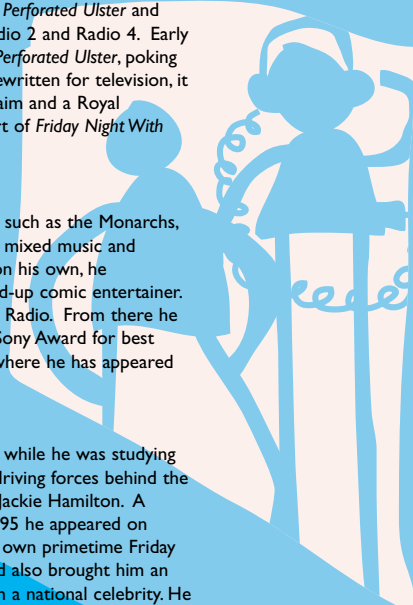 Perforated Ulster and
dio 2 and Radio 4. Early
Perforated Ulster, poking
ewritten for television, it
aim and a Royal
rt of Friday Night With
such as the Monarchs,
mixed music and
on his own, he
d-up comic entertainer.
Radio. From there he
Sony Award for best
where he has appeared
while he was studying
driving forces behind the
Jackie Hamilton. A
95 he appeared on
own primetime Friday
d also brought him an
n a national celebrity. He